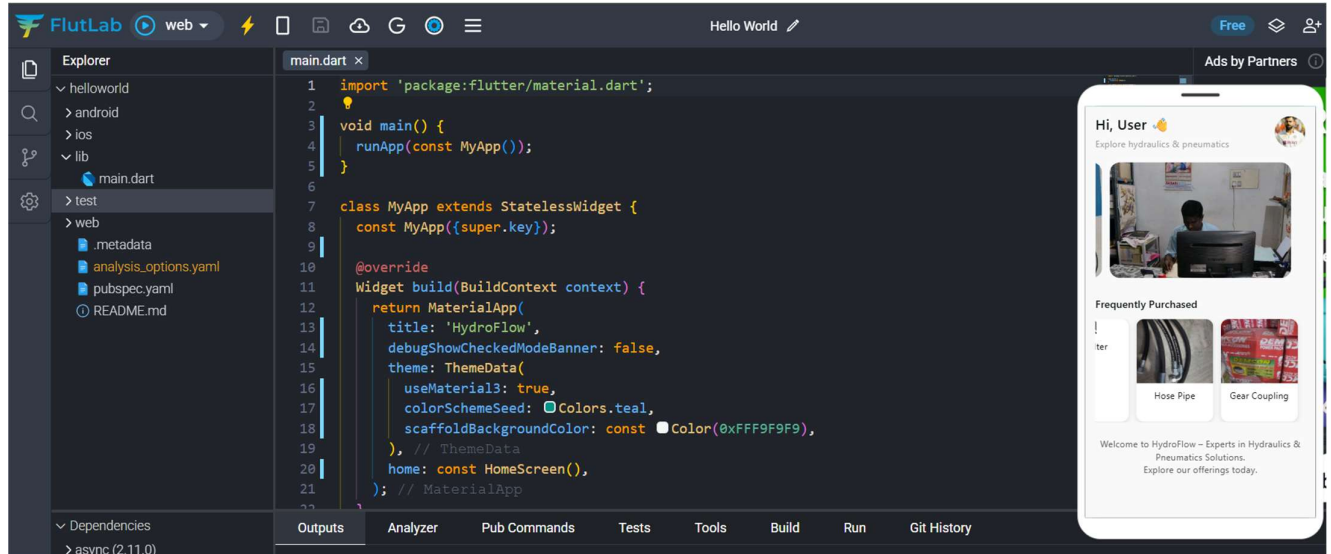 FlutLab
web
Hello World
Free
Explorer
main.dart ×
Ads by Partners
helloworld
android
ios
lib
main.dart
test
web
.metadata
analysis_options.yaml
pubspec.yaml
README.md
Dependencies
async (2.11.0)
1 import 'package:flutter/material.dart';
2
3 void main() {
4 runApp(const MyApp());
5 }
6
7 class MyApp extends StatelessWidget {
8 const MyApp({super.key});
9
10 @override
11 Widget build(BuildContext context) {
12 return MaterialApp(
13 title: 'HydroFlow',
14 debugShowCheckedModeBanner: false,
15 theme: ThemeData(
16 useMaterial3: true,
17 colorSchemeSeed: Colors.teal,
18 scaffoldBackgroundColor: const Color(0xFFF9F9F9),
19 ), // ThemeData
20 home: const HomeScreen(),
21 ); // MaterialApp
22 }
Outputs Analyzer Pub Commands Tests Tools Build Run Git History
Hi, User 👋
Explore hydraulics & pneumatics
Frequently Purchased
lter
Hose Pipe
Gear Coupling
Welcome to HydroFlow – Experts in Hydraulics &
Pneumatics Solutions.
Explore our offerings today.